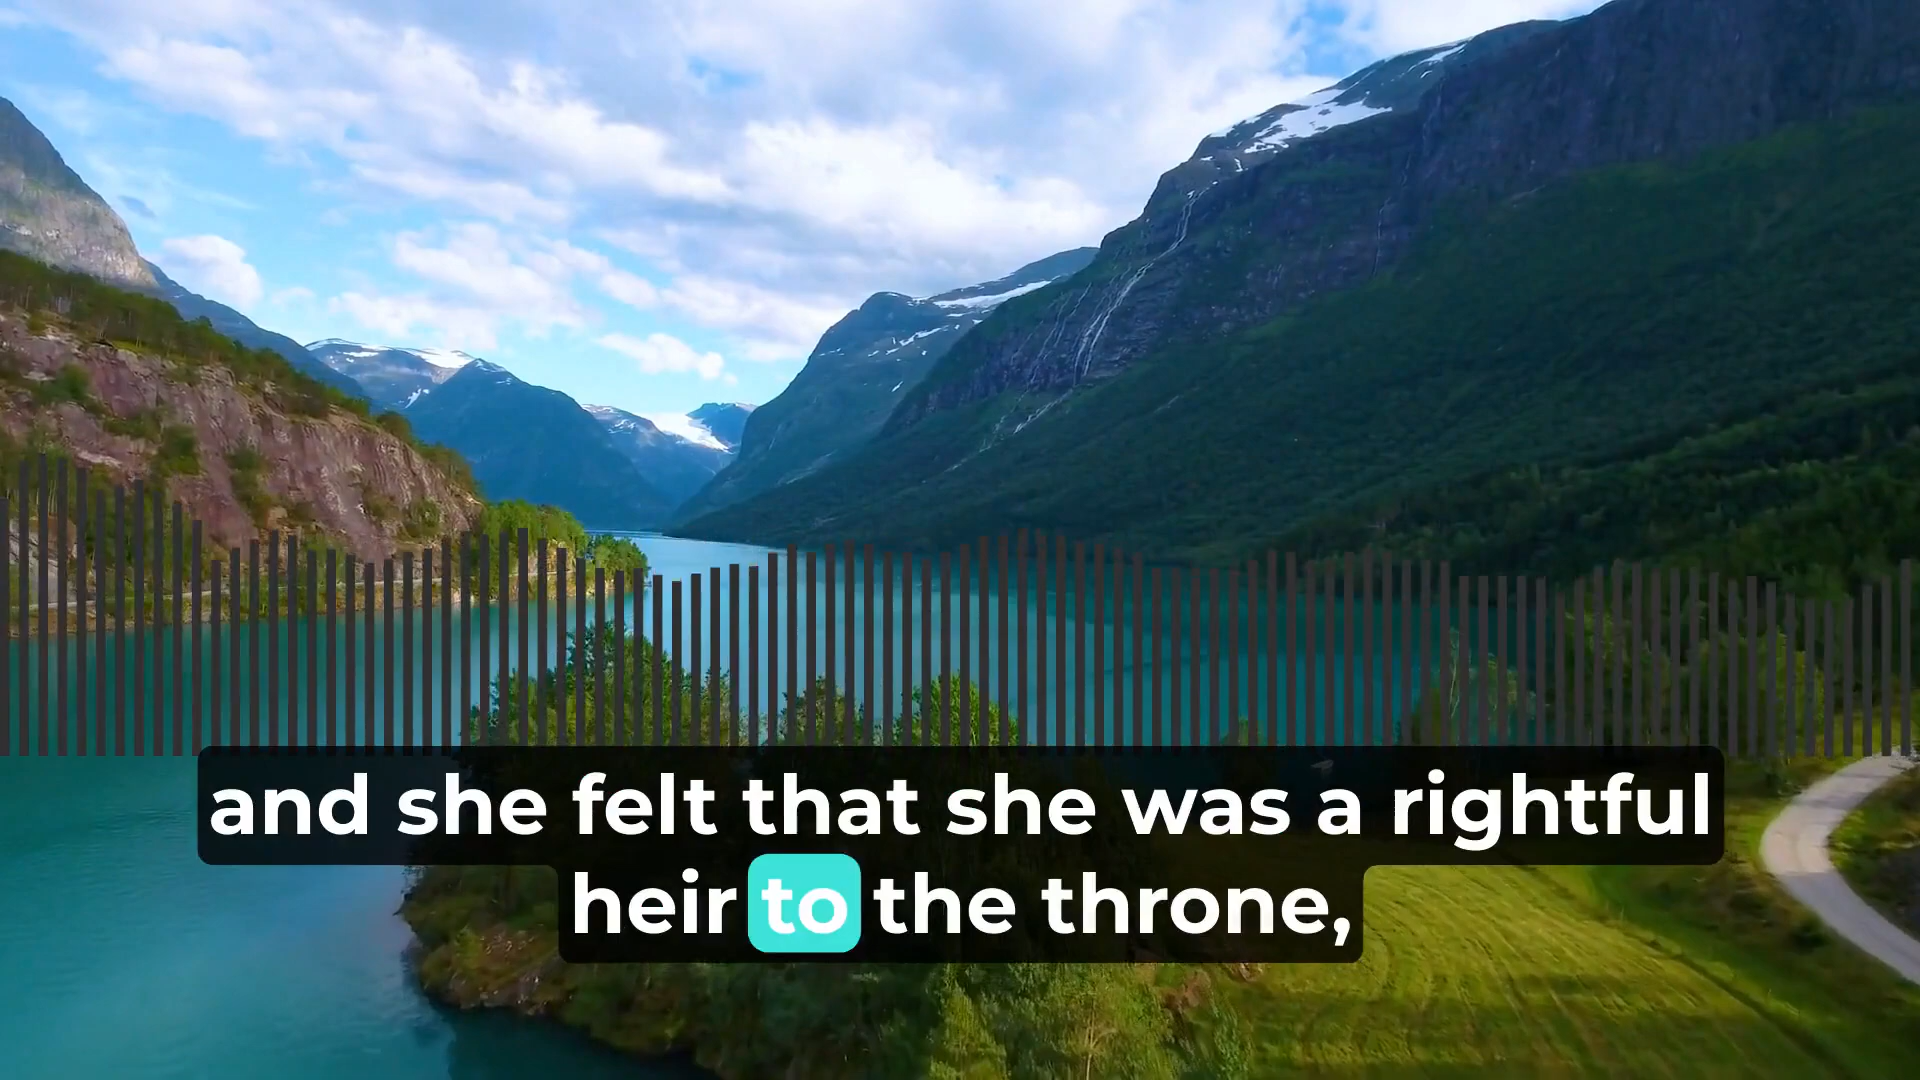 and she felt that she was a rightful
heir to the throne,